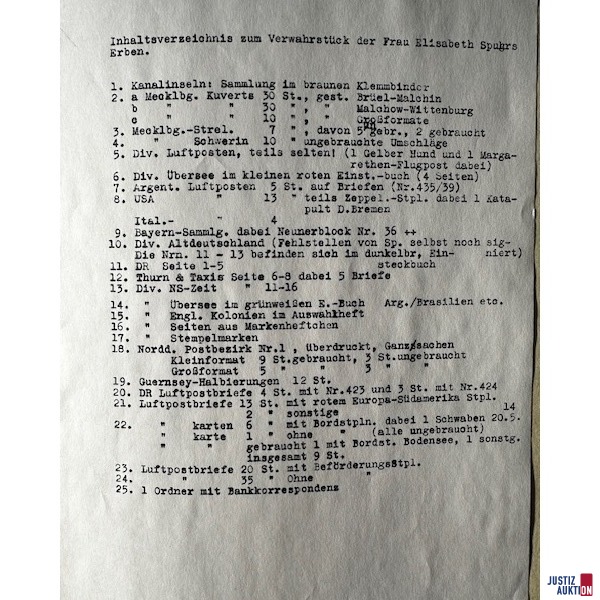 Inhaltsverzeichnis zum Verwahrstück der Frau Elisabeth Spuhrs
Erben.
1. Kanalinseln: Sammlung im braunen Klemmbinder
2. a Mecklbg. Kuverts 30 St., gest. Brüel-Malchin
b " " 30 " , " Malchow-Wittenburg
c " " 10 " , " Großformate
3. Mecklbg.-Strel. 7 " , davon 5 gebr., 2 gebraucht
4. " Schwerin 10 " ungebrauchte Umschläge
5. Div. Luftposten, teils selten! (1 Gelber Hund und 1 Marga-
rethen-Flugpost dabei)
6. Div. Übersee im kleinen roten Einst.-buch (4 Seiten)
7. Argent. Luftposten 5 St. auf Briefen (Nr.435/39)
8. USA " 13 " teils Zeppel.-Stpl. dabei 1 Kata-
pult D.Bremen
Ital.- " 4
9. Bayern-Sammlg. dabei Neunerblock Nr. 36 ++
10. Div. Altdeutschland (Fehlstellen von Sp. selbst noch sig-
Die Nrn. 11 - 13 befinden sich im dunkelbr, Ein- niert)
11. DR Seite 1-5 steckbuch
12. Thurn & Taxis Seite 6-8 dabei 5 Briefe
13. Div. NS-Zeit " 11-16
14. " Übersee im grünweißen E.-Buch Arg./Brasilien etc.
15. " Engl. Kolonien im Auswahlheft
16. " Seiten aus Markenheftchen
17. " Stempelmarken
18. Nordd. Postbezirk Nr.1 , überdruckt, Ganzsachen
Kleinformat 9 St.gebraucht, 3 St.ungebraucht
Großformat 5 " " 3 " "
19. Guernsey-Halbierungen 12 St.
20. DR Luftpostbriefe 4 St. mit Nr.423 und 3 St. mit Nr.424
21. Luftpostbriefe 13 St. mit rotem Europa-Südamerika Stpl.
2 " sonstige 14
22. " karten 6 " mit Bordstpln. dabei 1 Schwaben 20.5.
" karte 1 " ohne " (alle ungebraucht)
" " gebraucht 1 mit Bordst. Bodensee, 1 sonstg.
insgesamt 9 St.
23. Luftpostbriefe 20 St. mit BeförderungsStpl.
24. " 35 " Ohne "
25. 1 Ordner mit Bankkorrespondenz
JUSTIZ
AUKTION